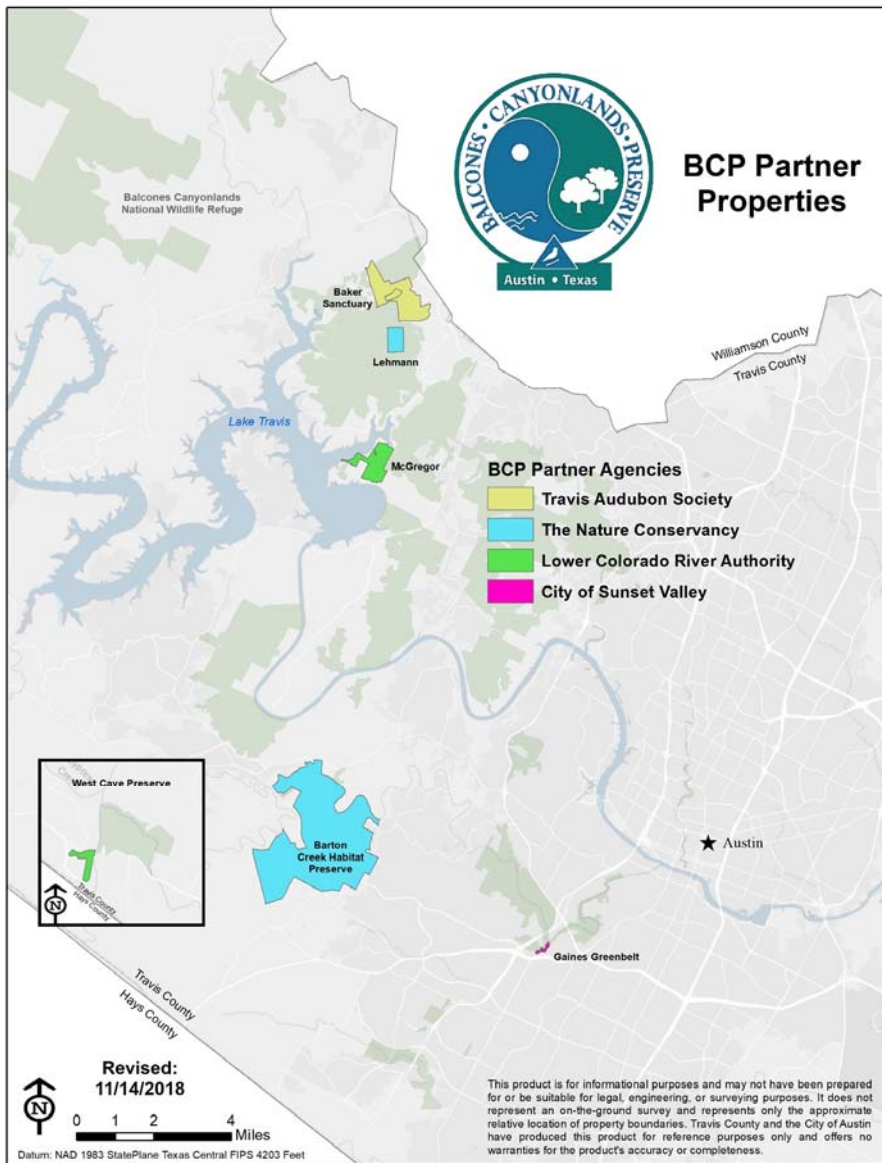 BALCONES • CANYONLANDS • PRESERVE
Austin • Texas
BCP Partner
Properties
Balcones Canyonlands
National Wildlife Refuge
Baker
Sanctuary
Lehmann
Williamson County
Travis County
Lake Travis
McGregor
BCP Partner Agencies
Travis Audubon Society
The Nature Conservancy
Lower Colorado River Authority
City of Sunset Valley
West Cave Preserve
Travis County
Hays County
N
Barton
Creek Habitat
Preserve
Austin
Gaines Greenbelt
Travis County
Hays County
Revised:
11/14/2018
N
0 1 2 4
Miles
Datum: NAD 1983 StatePlane Texas Central FIPS 4203 Feet
This product is for informational purposes and may not have been prepared
for or be suitable for legal, engineering, or surveying purposes. It does not
represent an on-the-ground survey and represents only the approximate
relative location of property boundaries. Travis County and the City of Austin
have produced this product for reference purposes only and offers no
warranties for the product's accuracy or completeness.